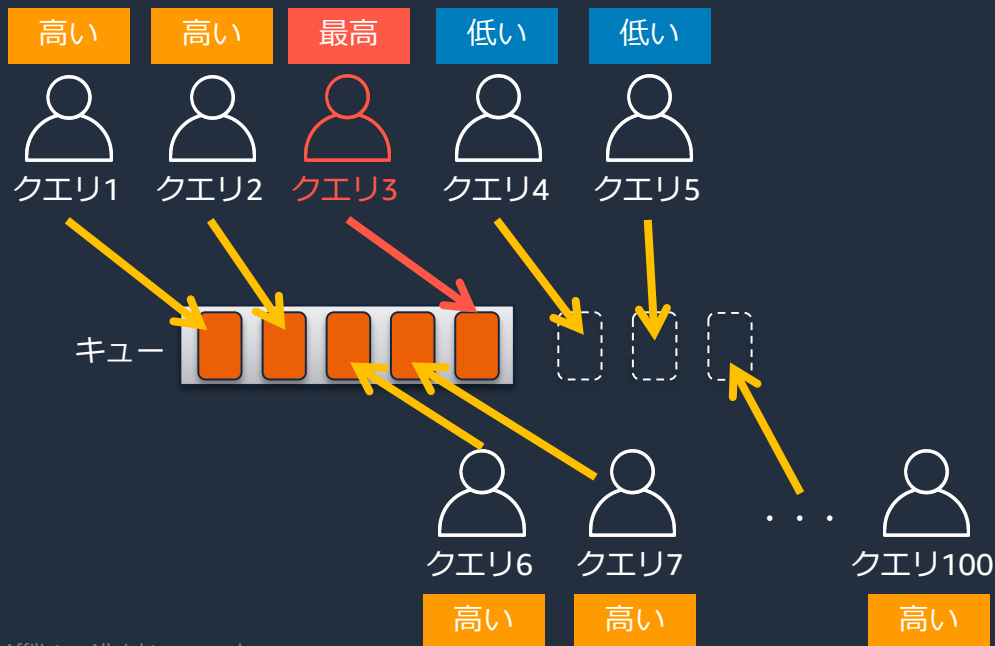 高い 高い 最高 低い 低い
クエリ1 クエリ2 クエリ3 クエリ4 クエリ5
キュー
・・・
クエリ6 クエリ7 クエリ100
高い 高い 高い